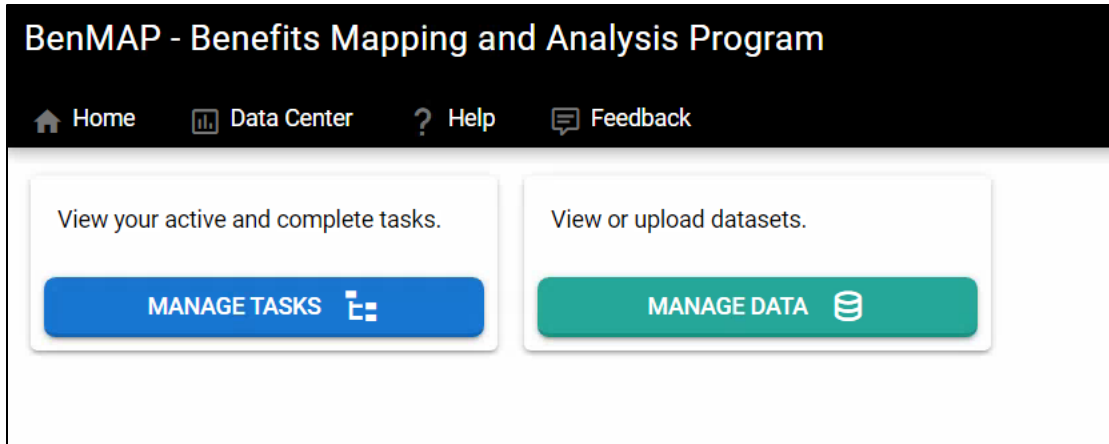 BenMAP - Benefits Mapping and Analysis Program
Home Data Center ? Help Feedback
View your active and complete tasks.
MANAGE TASKS
View or upload datasets.
MANAGE DATA